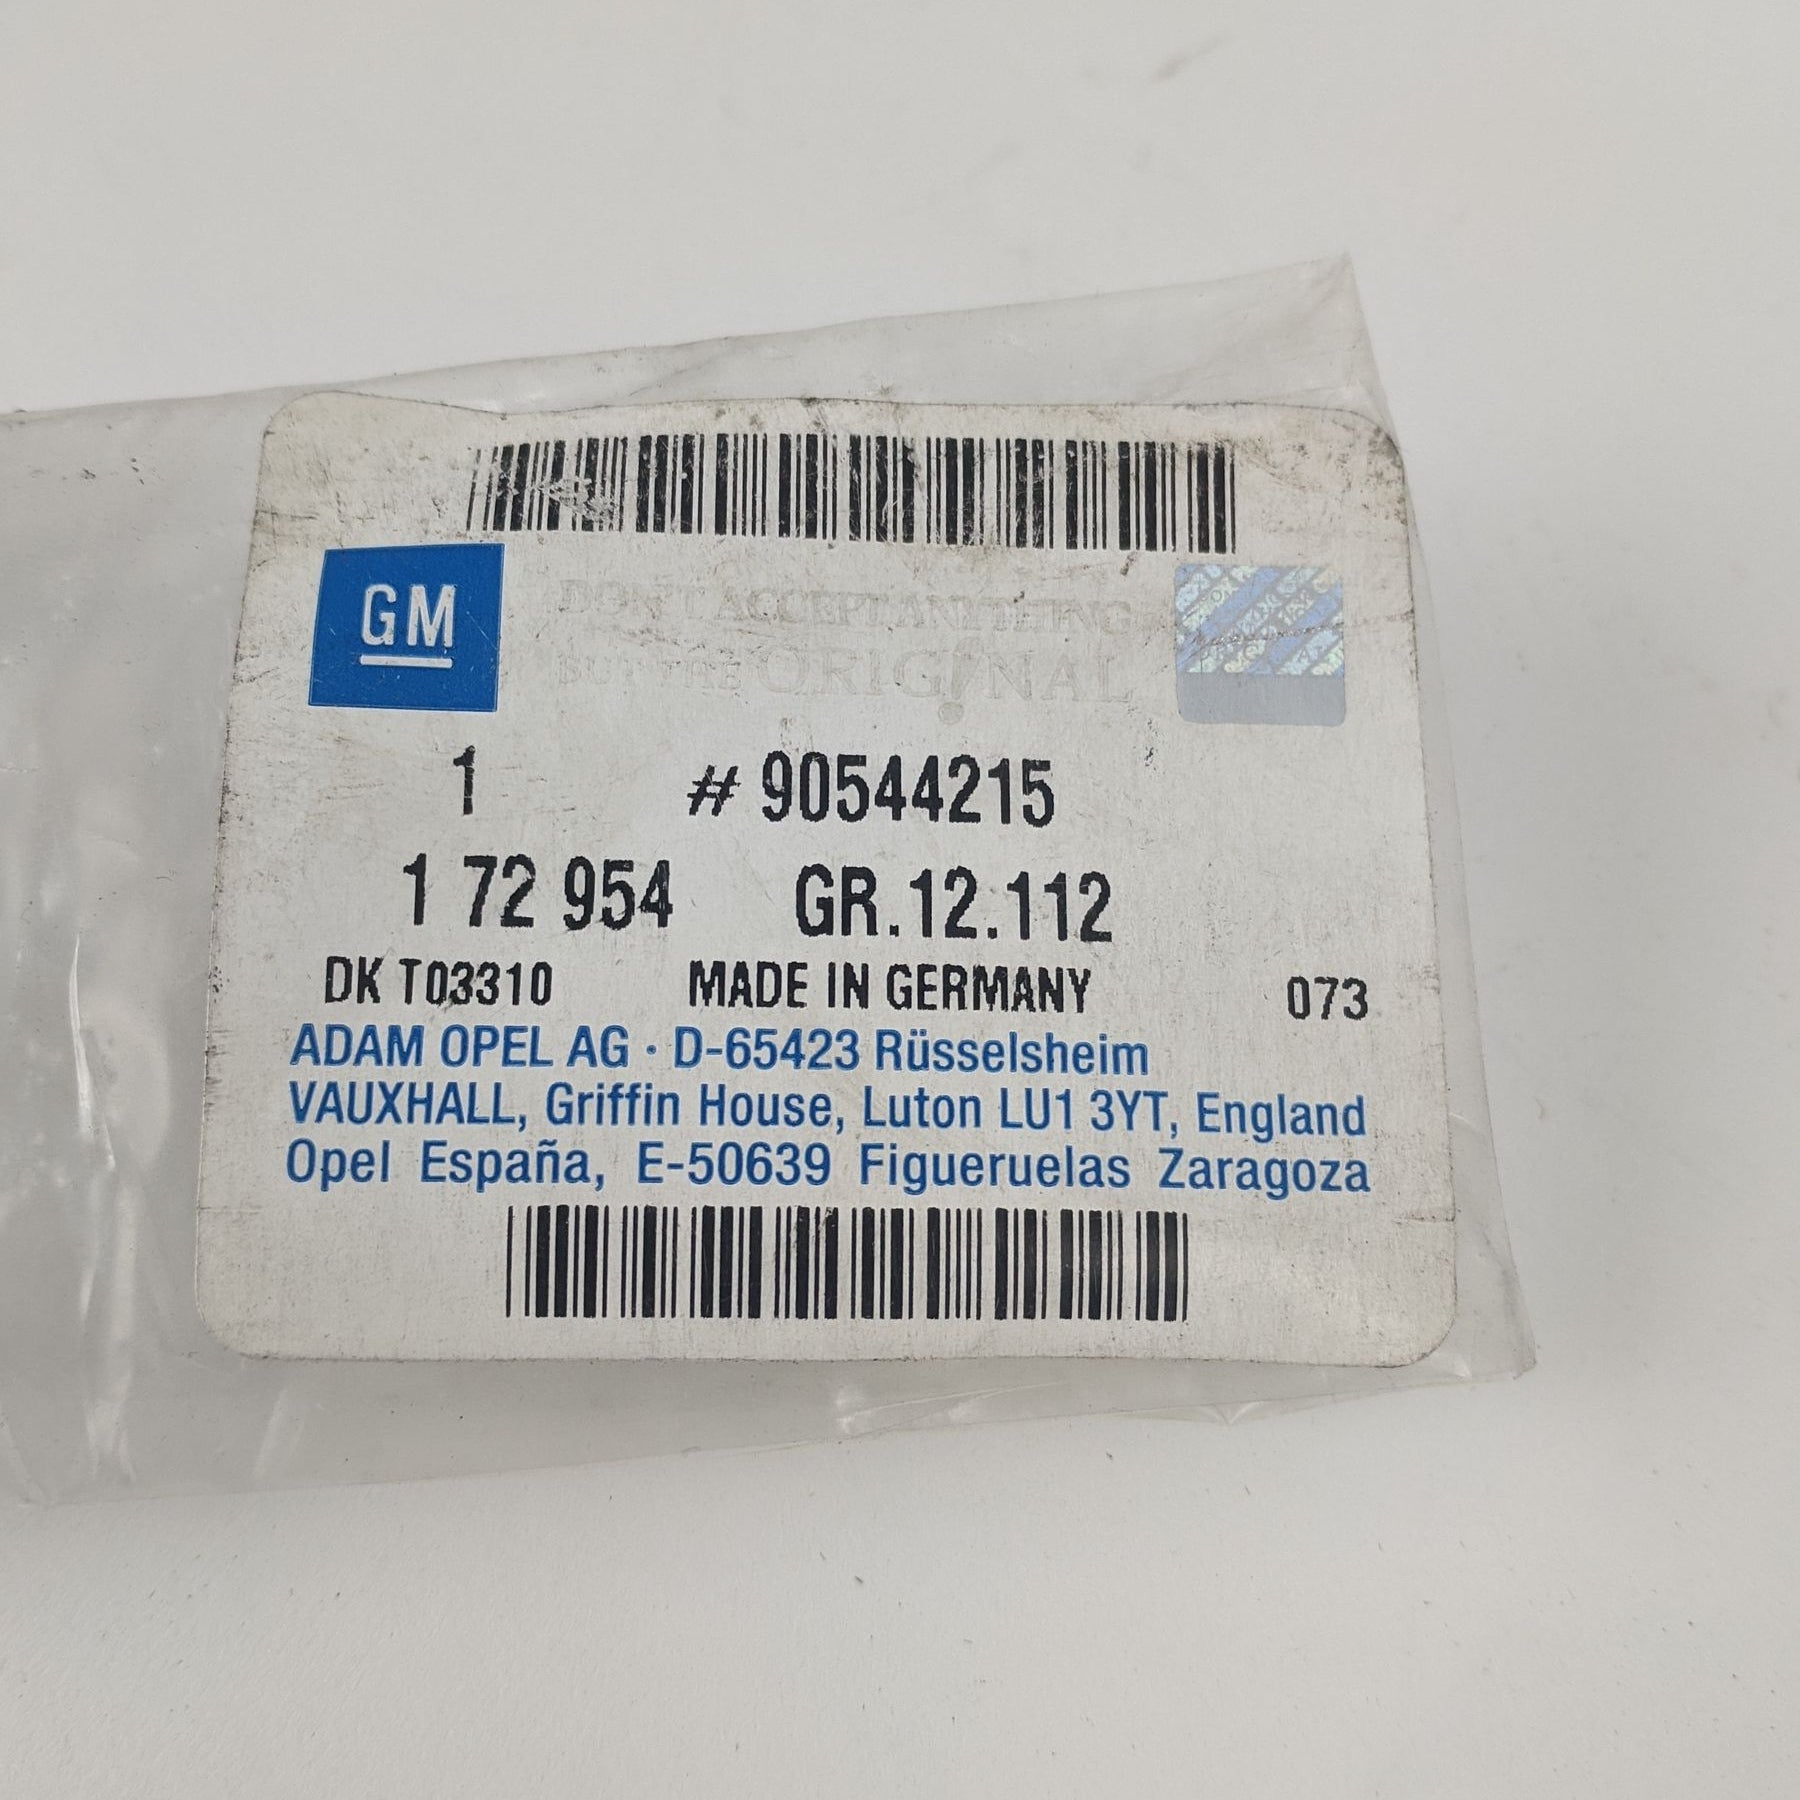 GM
DON'T ACCEPT ANYTHING
BUT THE ORIGINAL
1 # 90544215
1 72 954 GR.12.112
DK T03310 MADE IN GERMANY 073
ADAM OPEL AG · D-65423 Rüsselsheim
VAUXHALL, Griffin House, Luton LU1 3YT, England
Opel España, E-50639 Figueruelas Zaragoza